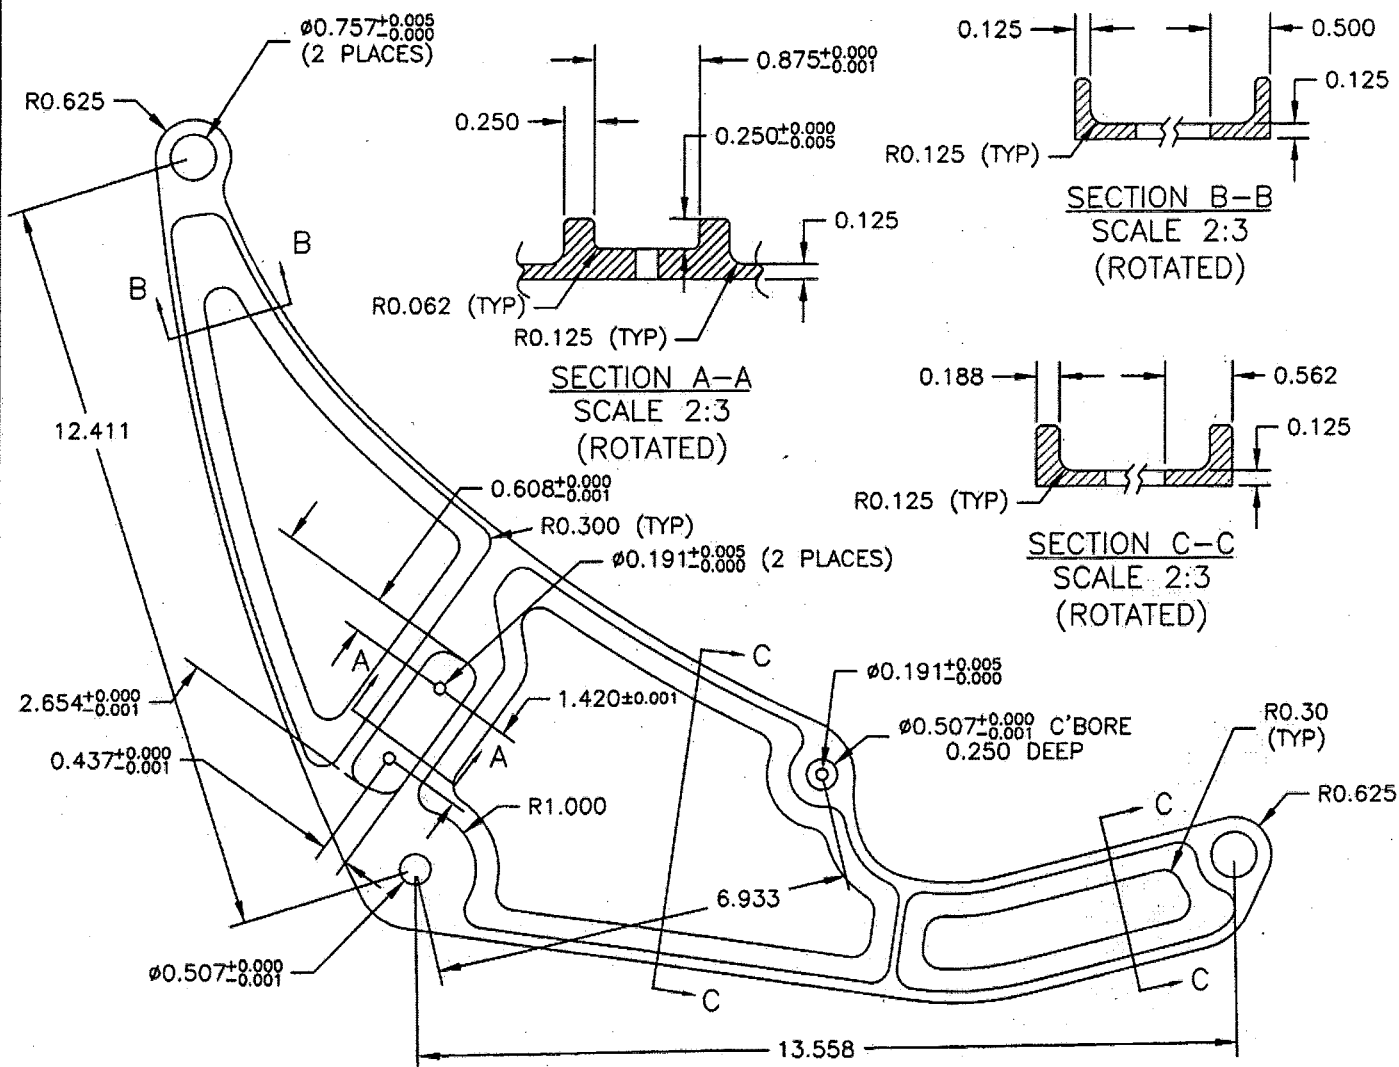 ø0.757+0.005
-0.000
(2 PLACES)
R0.625
0.875+0.000
-0.001
0.250
0.250+0.000
-0.005
0.125
R0.062 (TYP)
R0.125 (TYP)
SECTION A-A
SCALE 2:3
(ROTATED)
0.125
0.500
0.125
R0.125 (TYP)
SECTION B-B
SCALE 2:3
(ROTATED)
B
B
12.411
0.188
0.562
0.125
R0.125 (TYP)
SECTION C-C
SCALE 2:3
(ROTATED)
0.608+0.000
-0.001
R0.300 (TYP)
ø0.191+0.005
-0.000 (2 PLACES)
A
C
ø0.191+0.005
-0.000
2.654+0.000
-0.001
1.420±0.001
ø0.507+0.000
-0.001 C'BORE
0.250 DEEP
R0.30
(TYP)
0.437+0.000
-0.001
A
R1.000
C
R0.625
6.933
ø0.507+0.000
-0.001
C
C
13.558